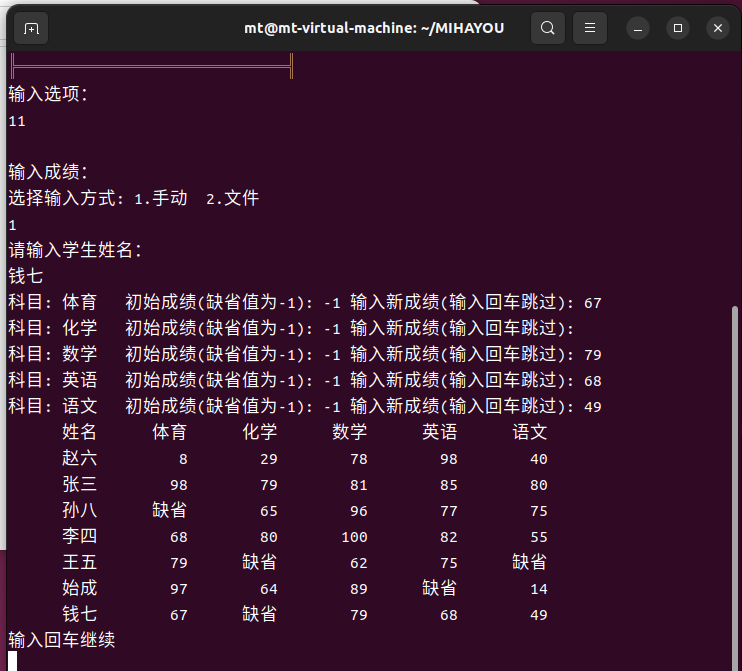 mt@mt-virtual-machine: ~/MIHAYOU
输入选项：
11
输入成绩：
选择输入方式: 1.手动  2.文件
1
请输入学生姓名：
钱七
科目: 体育   初始成绩(缺省值为-1): -1 输入新成绩(输入回车跳过): 67
科目: 化学   初始成绩(缺省值为-1): -1 输入新成绩(输入回车跳过):
科目: 数学   初始成绩(缺省值为-1): -1 输入新成绩(输入回车跳过): 79
科目: 英语   初始成绩(缺省值为-1): -1 输入新成绩(输入回车跳过): 68
科目: 语文   初始成绩(缺省值为-1): -1 输入新成绩(输入回车跳过): 49
姓名 体育 化学 数学 英语 语文
赵六 8 29 78 98 40
张三 98 79 81 85 80
孙八 缺省 65 96 77 75
李四 68 80 100 82 55
王五 79 缺省 62 75 缺省
始成 97 64 89 缺省 14
钱七 67 缺省 79 68 49
输入回车继续